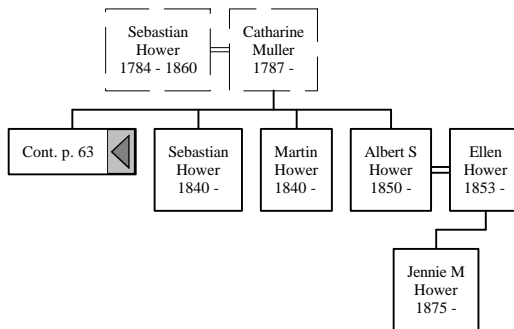 Sebastian
Hower
1784 - 1860
Catharine
Muller
1787 -
Cont. p. 63
Sebastian
Hower
1840 -
Martin
Hower
1840 -
Albert S
Hower
1850 -
Ellen
Hower
1853 -
Jennie M
Hower
1875 -